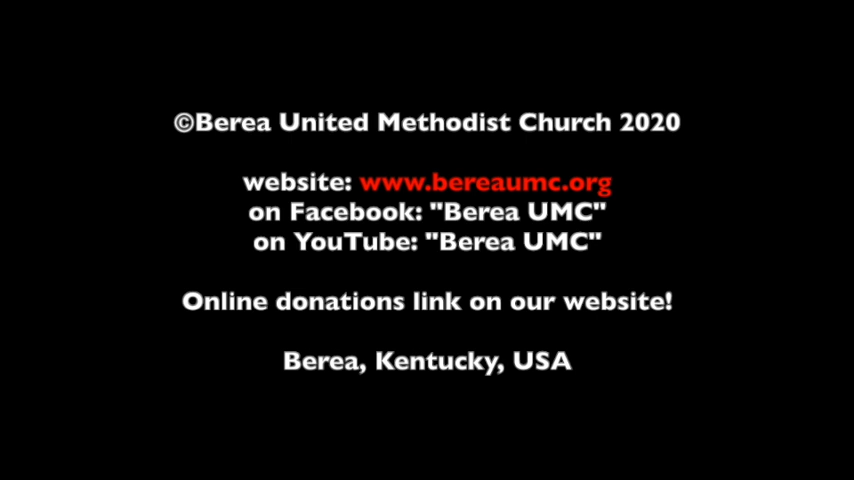 ©Berea United Methodist Church 2020
website: www.bereaumc.org
on Facebook: "Berea UMC"
on YouTube: "Berea UMC"
Online donations link on our website!
Berea, Kentucky, USA